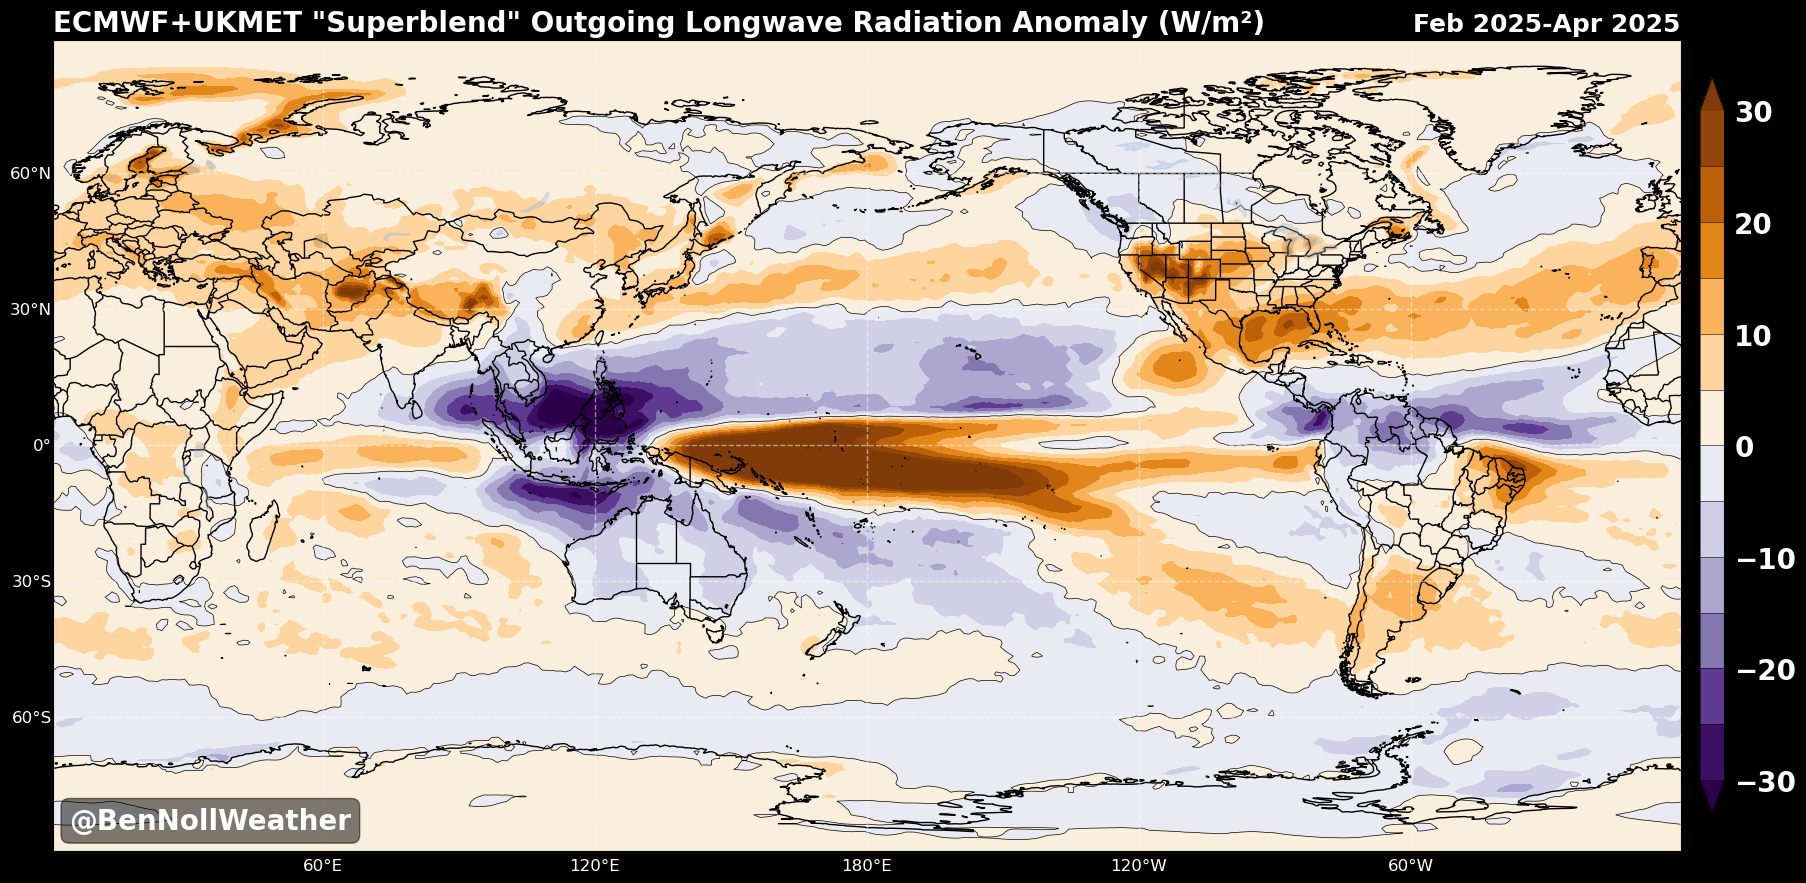 ECMWF+UKMET "Superblend" Outgoing Longwave Radiation Anomaly (W/m²) Feb 2025-Apr 2025
30
20
10
0
−10
−20
−30
60°N
30°N
0°
30°S
60°S
@BenNollWeather
60°E 120°E 180°E 120°W 60°W